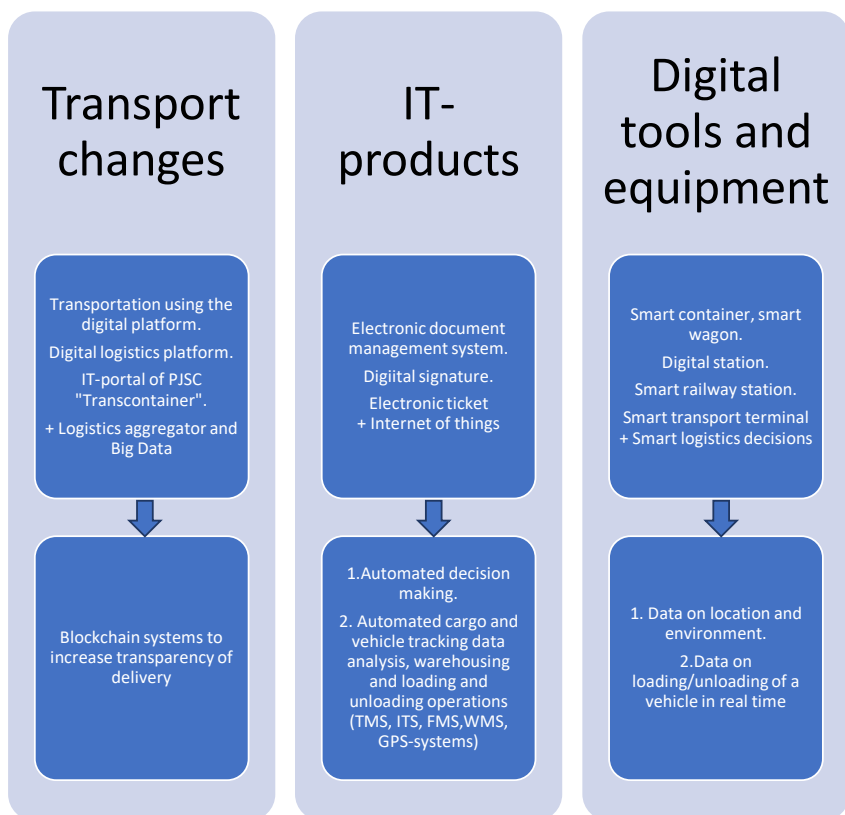 Transport
changes
Transportation using the
digital platform.
Digital logistics platform.
IT-portal of PJSC
"Transcontainer".
+ Logistics aggregator and
Big Data
Blockchain systems to
increase transparency of
delivery
IT-
products
Electronic document
management system.
Digiital signature.
Electronic ticket
+ Internet of things
1.Automated decision
making.
2. Automated cargo and
vehicle tracking data
analysis, warehousing
and loading and
unloading operations
(TMS, ITS, FMS,WMS,
GPS-systems)
Digital
tools and
equipment
Smart container, smart
wagon.
Digital station.
Smart railway station.
Smart transport terminal
+ Smart logistics decisions
1. Data on location and
environment.
2.Data on
loading/unloading of a
vehicle in real time